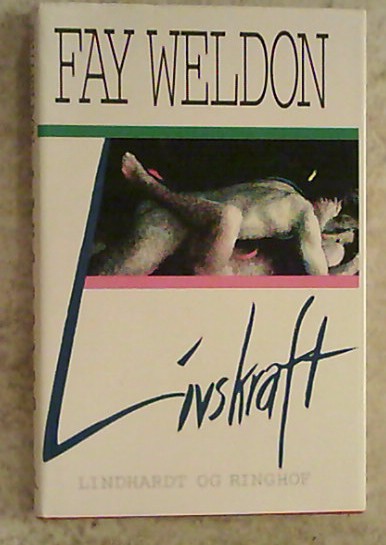 FAY WELDON
Livskraft
LINDHARDT OG RINGHOF